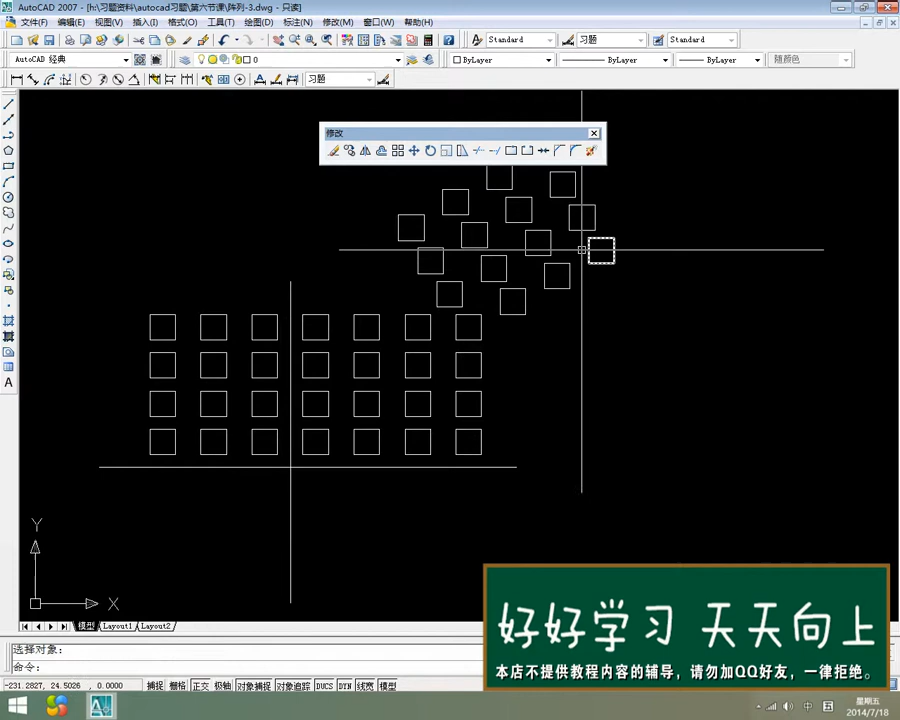 AutoCAD 2007 - [h:\习题资料\autocad习题\第六节课\阵列-3.dwg - 只读]
文件(F) 编辑(E) 视图(V) 插入(I) 格式(O) 工具(T) 绘图(D) 标注(N) 修改(M) 窗口(W) 帮助(H)
Standard 习题 Standard
AutoCAD 经典 0 ByLayer ByLayer ByLayer 随颜色
习题
修改
Y
X
模型 Layout1 Layout2
选择对象:
命令:
-231.2827, 24.5026, 0.0000 捕捉 栅格 正交 极轴 对象捕捉 对象追踪 DUCS DYN 线宽 模型
好好学习 天天向上
本店不提供教程内容的辅导，请勿加QQ好友，一律拒绝。
A
中 五
星期五
2014/7/18